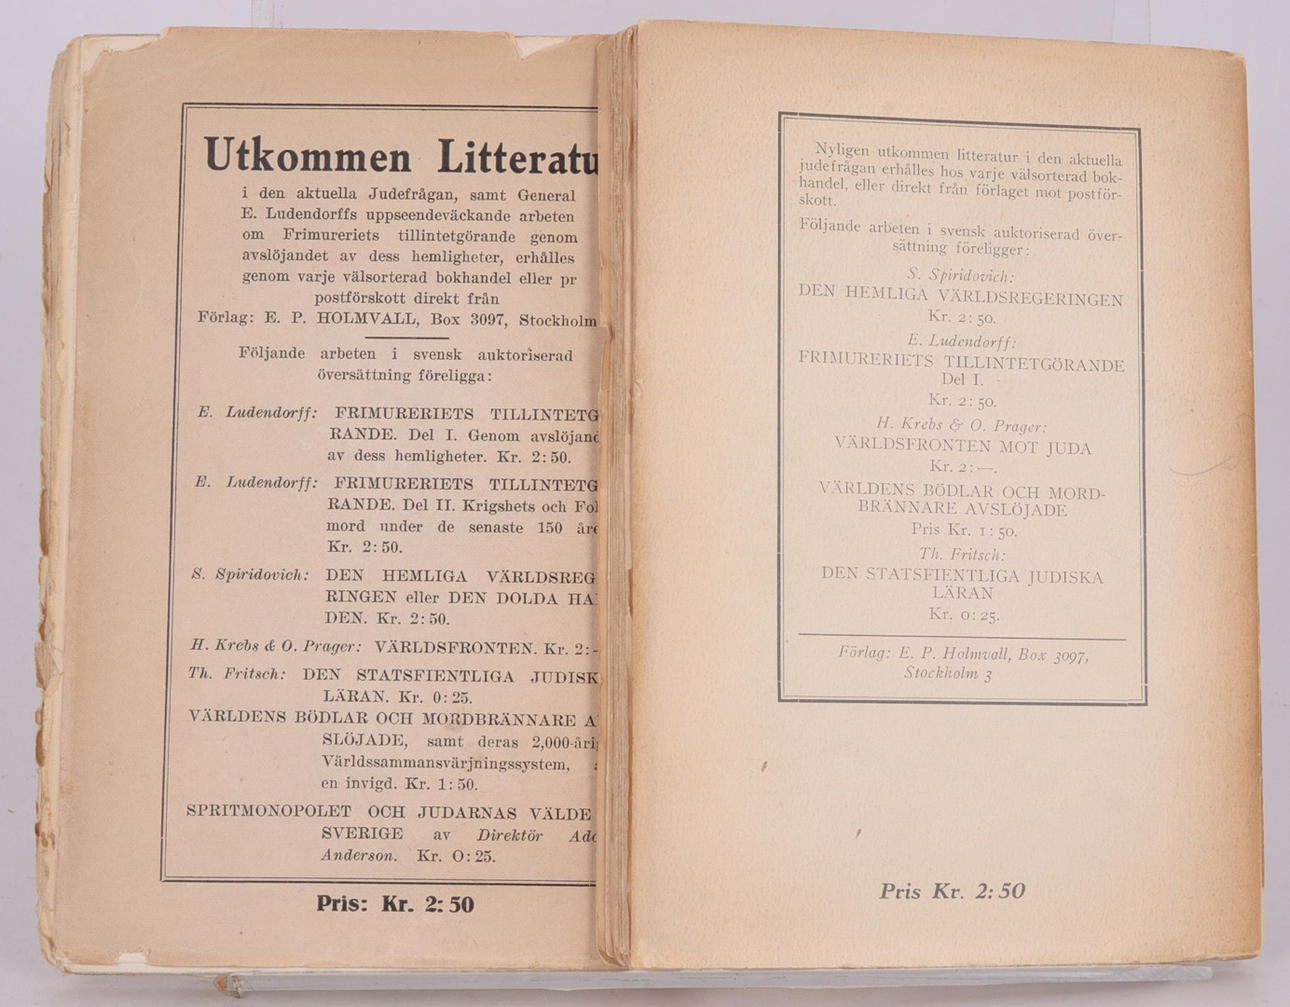 Utkommen Litteratu
i den aktuella Judefrågan, samt General
E. Ludendorffs uppseendeväckande arbeten
om Frimureriets tillintetgörande genom
avslöjandet av dess hemligheter, erhålles
genom varje välsorterad bokhandel eller pr
postförskott direkt från
Förlag: E. P. HOLMVALL, Box 3097, Stockholm
Följande arbeten i svensk auktoriserad
översättning föreligga:
E. Ludendorff: FRIMURERIETS TILLINTETG
RANDE. Del I. Genom avslöjand
av dess hemligheter. Kr. 2:50.
E. Ludendorff: FRIMURERIETS TILLINTETG
RANDE. Del II. Krigshets och Fol
mord under de senaste 150 åre
Kr. 2:50.
S. Spiridovich: DEN HEMLIGA VÄRLDSREG
RINGEN eller DEN DOLDA HA
DEN. Kr. 2:50.
H. Krebs & O. Prager: VÄRLDSFRONTEN. Kr. 2:-
Th. Fritsch: DEN STATSFIENTLIGA JUDISK
LÄRAN. Kr. 0:25.
VÄRLDENS BÖDLAR OCH MORDBRÄNNARE A
SLÖJADE, samt deras 2,000-åri
Världssammansvärjningssystem,
en invigd. Kr. 1:50.
SPRITMONOPOLET OCH JUDARNAS VÄLDE
SVERIGE av Direktör Ado
Anderson. Kr. O:25.
Pris: Kr. 2:50
Nyligen utkommen litteratur i den aktuella
judefrågan erhålles hos varje välsorterad bok-
handel, eller direkt från förlaget mot postför-
skott.
Följande arbeten i svensk auktoriserad över-
sättning föreligger:
S. Spiridovich:
DEN HEMLIGA VÄRLDSREGERINGEN
Kr. 2:50.
E. Ludendorff:
FRIMURERIETS TILLINTETGÖRANDE
Del I.
Kr. 2:50.
H. Krebs & O. Prager:
VÄRLDSFRONTEN MOT JUDA
Kr. 2:—.
VÄRLDENS BÖDLAR OCH MORD-
BRÄNNARE AVSLÖJADE
Pris Kr. 1:50.
Th. Fritsch:
DEN STATSFIENTLIGA JUDISKA
LÄRAN
Kr. 0:25.
Förlag: E. P. Holmvall, Box 3097,
Stockholm 3
Pris Kr. 2:50